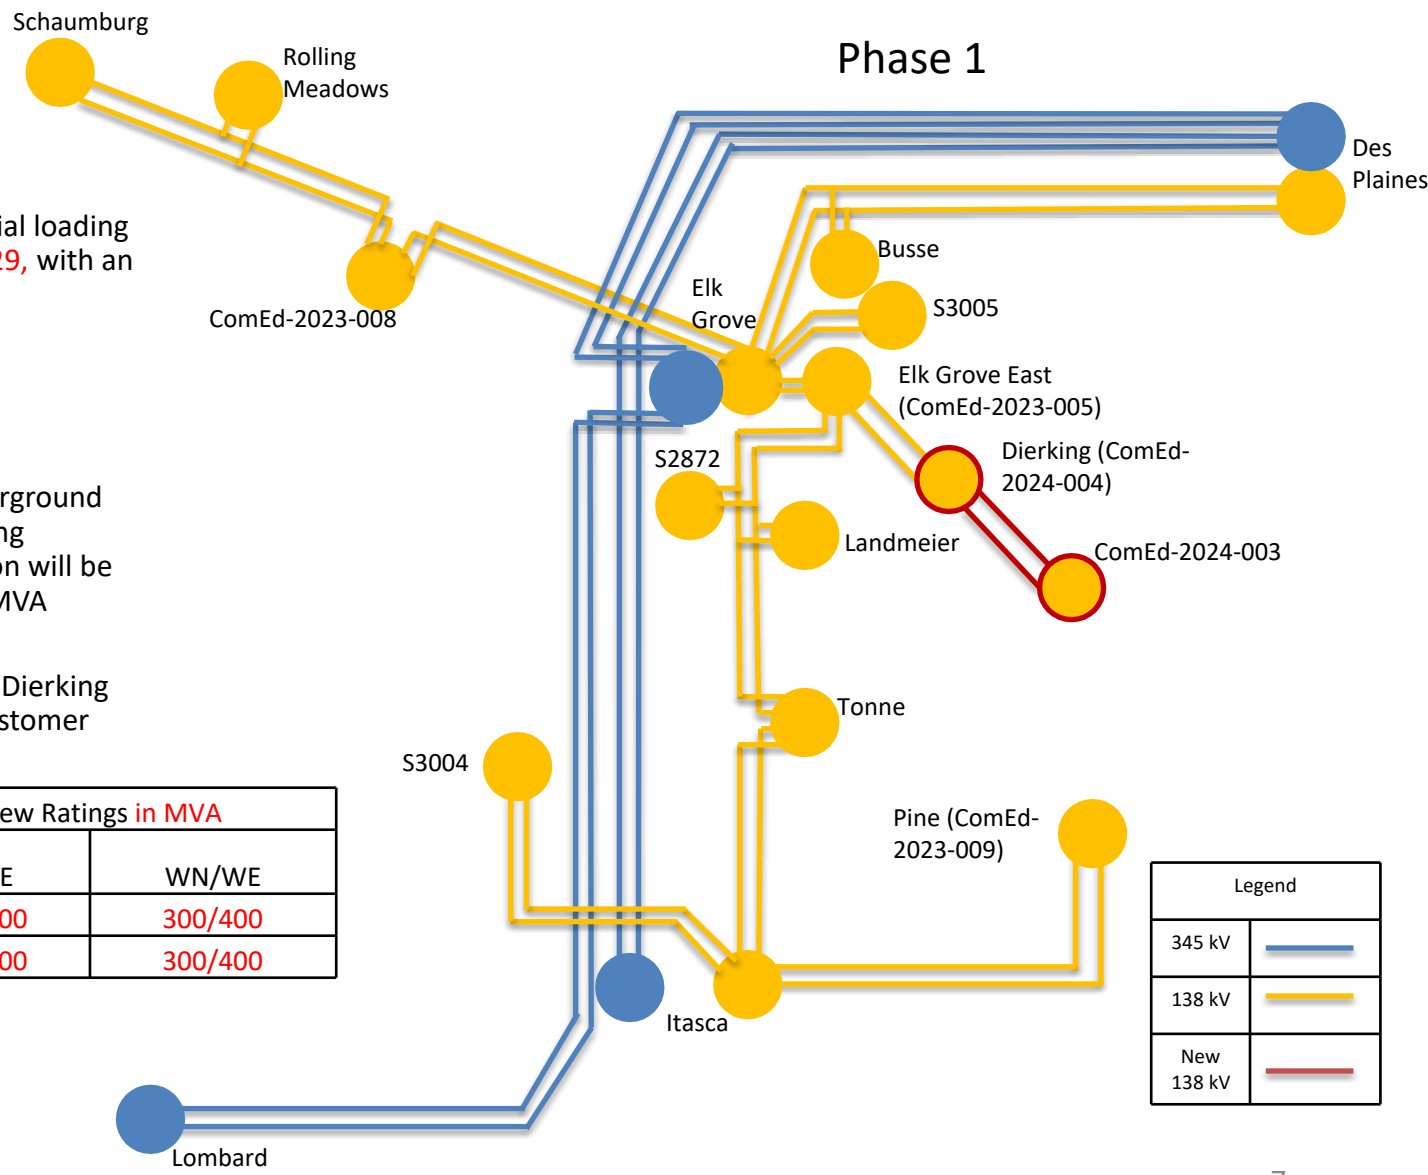 Phase 1
Schaumburg
Rolling
Meadows
Des
Plaines
Busse
Elk
Grove
S3005
ComEd-2023-008
Elk Grove East
(ComEd-2023-005)
Dierking (ComEd-
2024-004)
S2872
Landmeier
ComEd-2024-003
Tonne
S3004
Pine (ComEd-
2023-009)
Itasca
Lombard
ial loading
29, with an
erground
ng
on will be
MVA
Dierking
stomer
ew Ratings in MVA
E WN/WE
00 300/400
00 300/400
Legend
345 kV
138 kV
New
138 kV